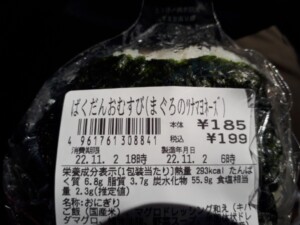 ばくだんおむすび(まぐろのツナマヨネーズ)
本体 ¥185
税込 ¥199
4 961761 308841
消費期限 製造年月日
22.11. 2 18時 22.11. 2 6時
栄養成分表示(1包装当たり)熱量 293kcal たんぱく
質 6.8g 脂質 3.7g 炭水化物 55.9g 食塩相当
量 2.3g(推定値)
名称:おにぎり
ご飯(国産米)